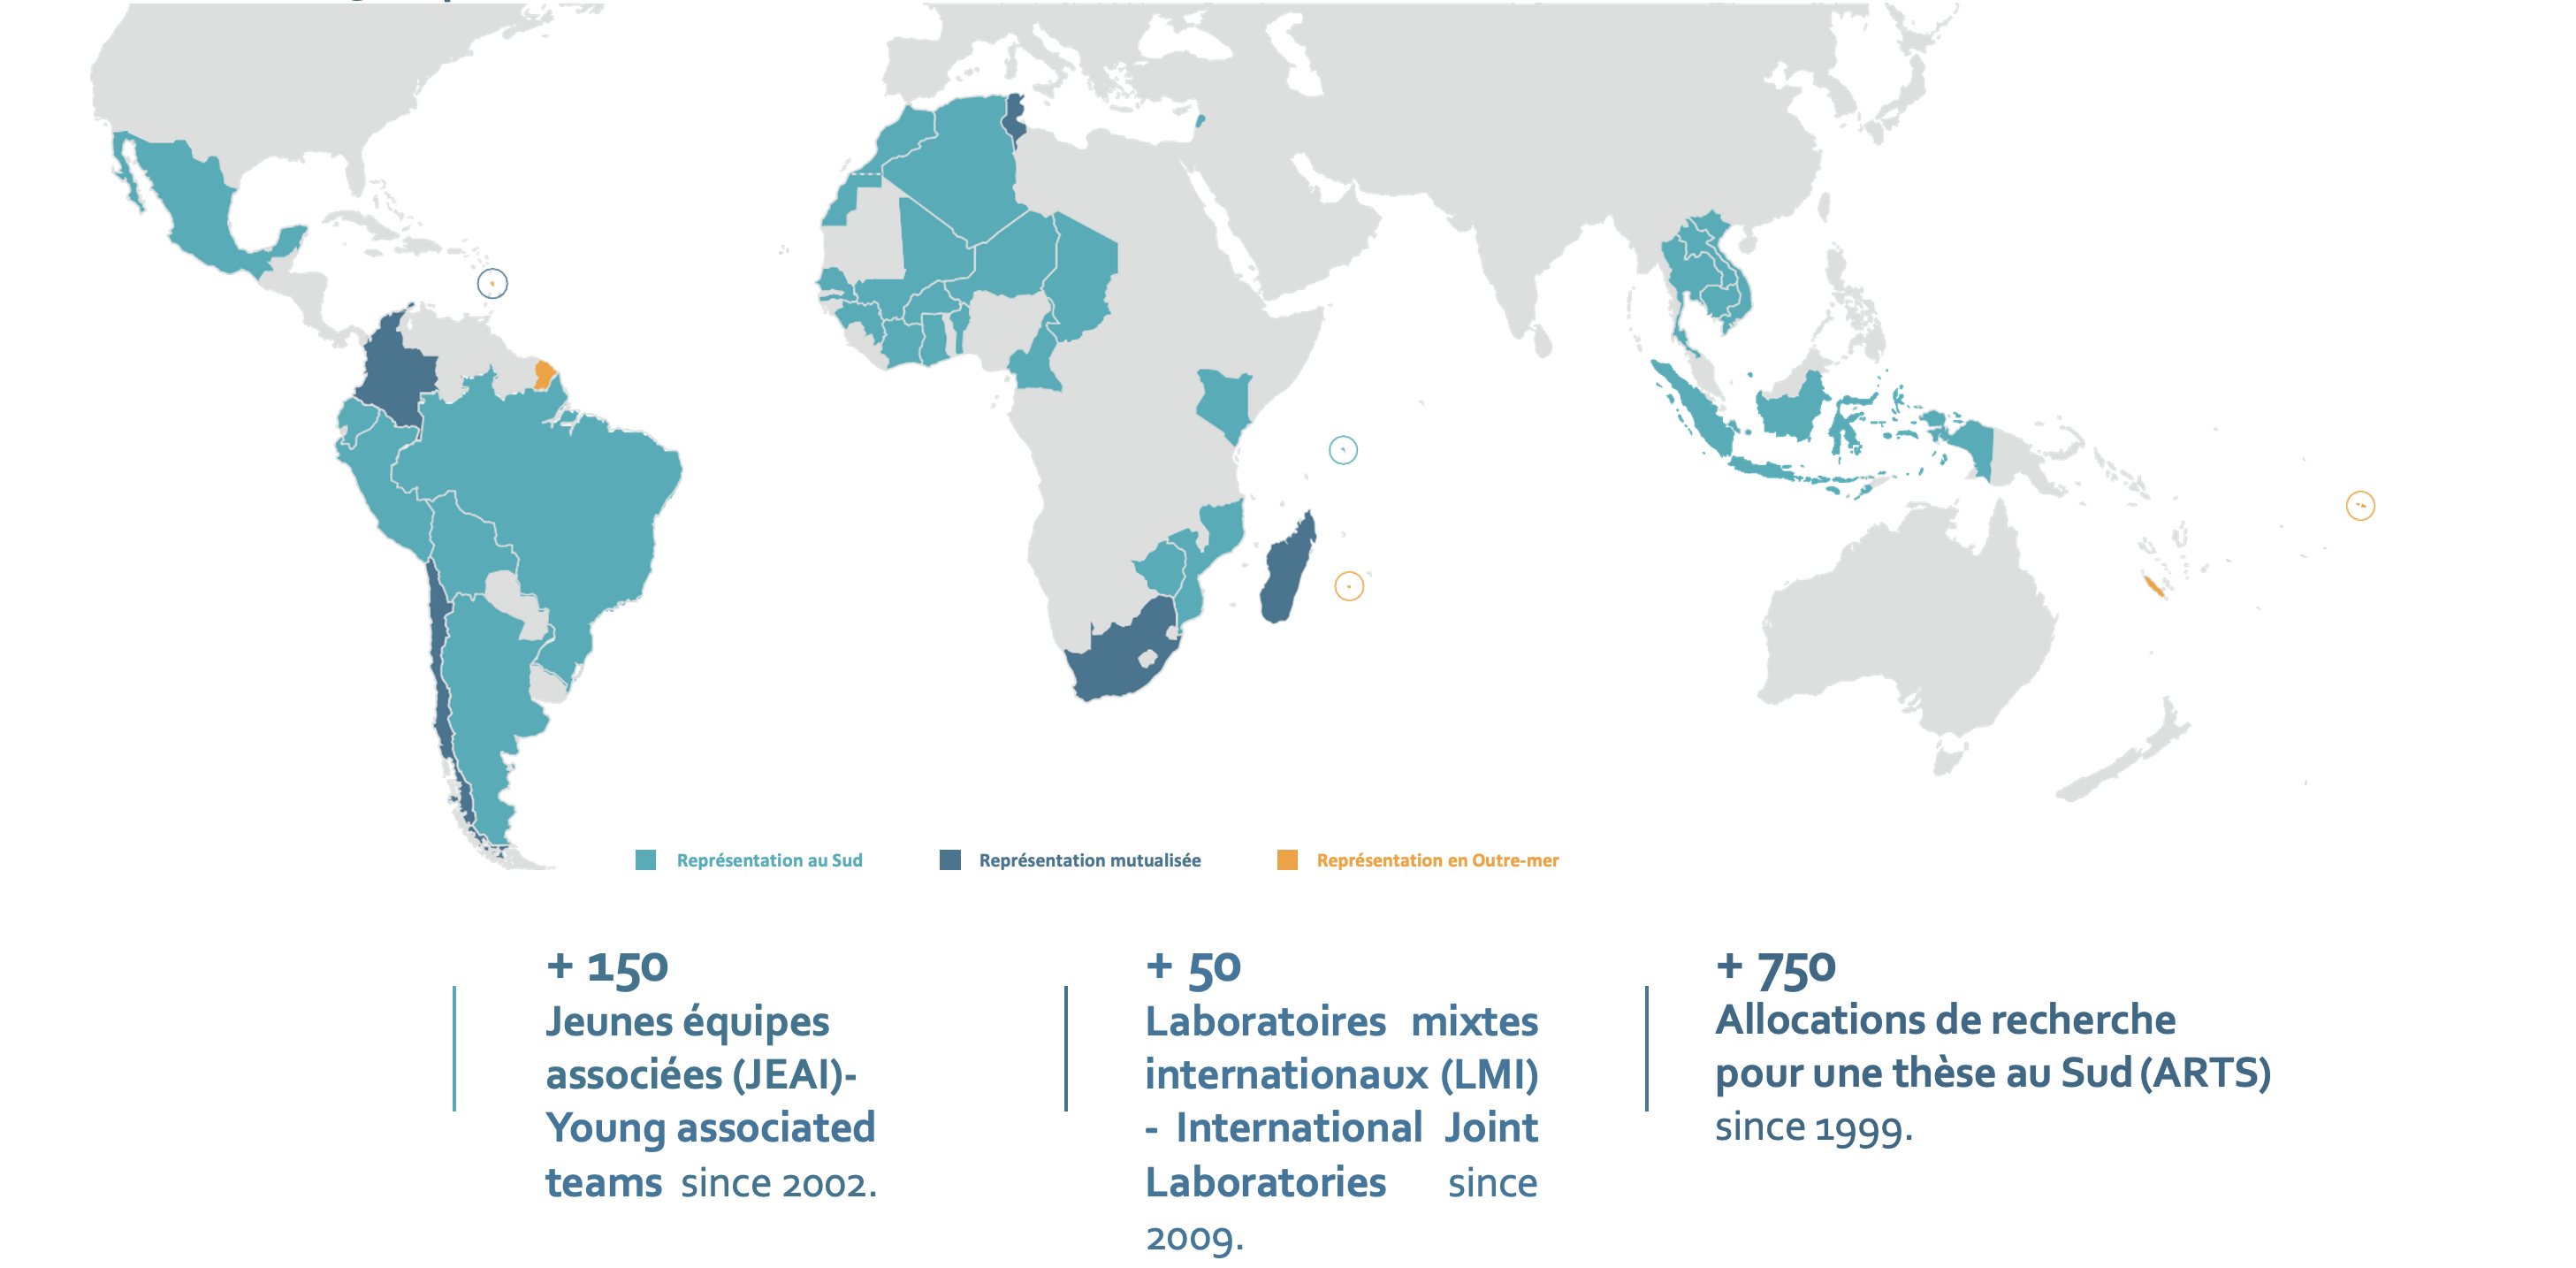 Représentation au Sud
Représentation mutualisée
Représentation en Outre-mer
+ 150
Jeunes équipes
associées (JEAI)-
Young associated
teams since 2002.
+ 50
Laboratoires mixtes
internationaux (LMI)
- International Joint
Laboratories since
2009.
+ 750
Allocations de recherche
pour une thèse au Sud (ARTS)
since 1999.